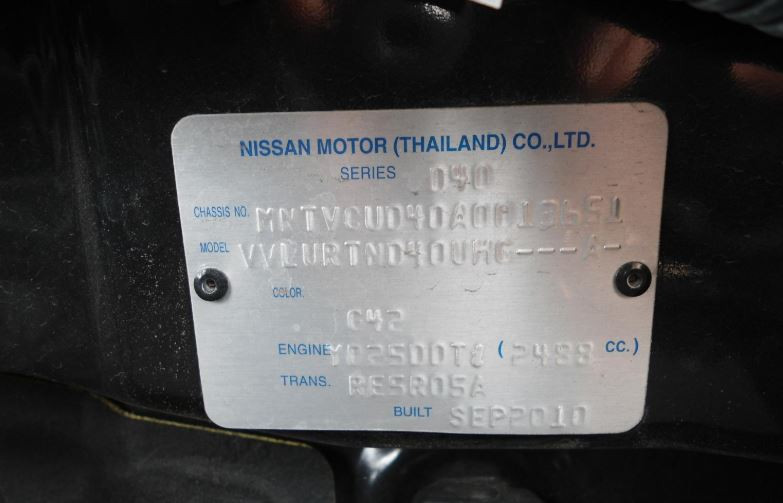 NISSAN MOTOR (THAILAND) CO.,LTD.
SERIES D40
CHASSIS NO. MNTVCUD40A0013651
MODEL VVLURTND40UHG---A-
COLOR.
G42
ENGINE YD25DDTi (2488 CC.)
TRANS. RE5R05A
BUILT SEP2010